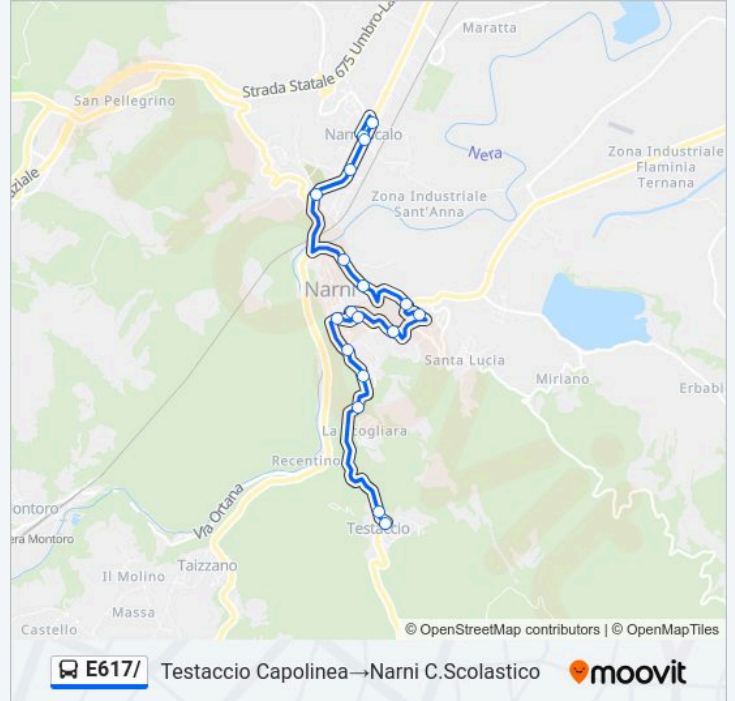 Maratta
Strada Statale 675 Umbro-La
San Pellegrino
Nera
Zona Industriale
Flaminia
Ternana
ziale
Zona Industriale
Sant'Anna
Narni
Santa Lucia
Miriano
Erbabi
Recentino
ontoro
era Montoro
Via Ortana
Testaccio
Taizzano
Il Molino
Massa
Castello
© OpenStreetMap contributors | © OpenMapTiles
E617/ Testaccio Capolinea→Narni C.Scolastico moovit